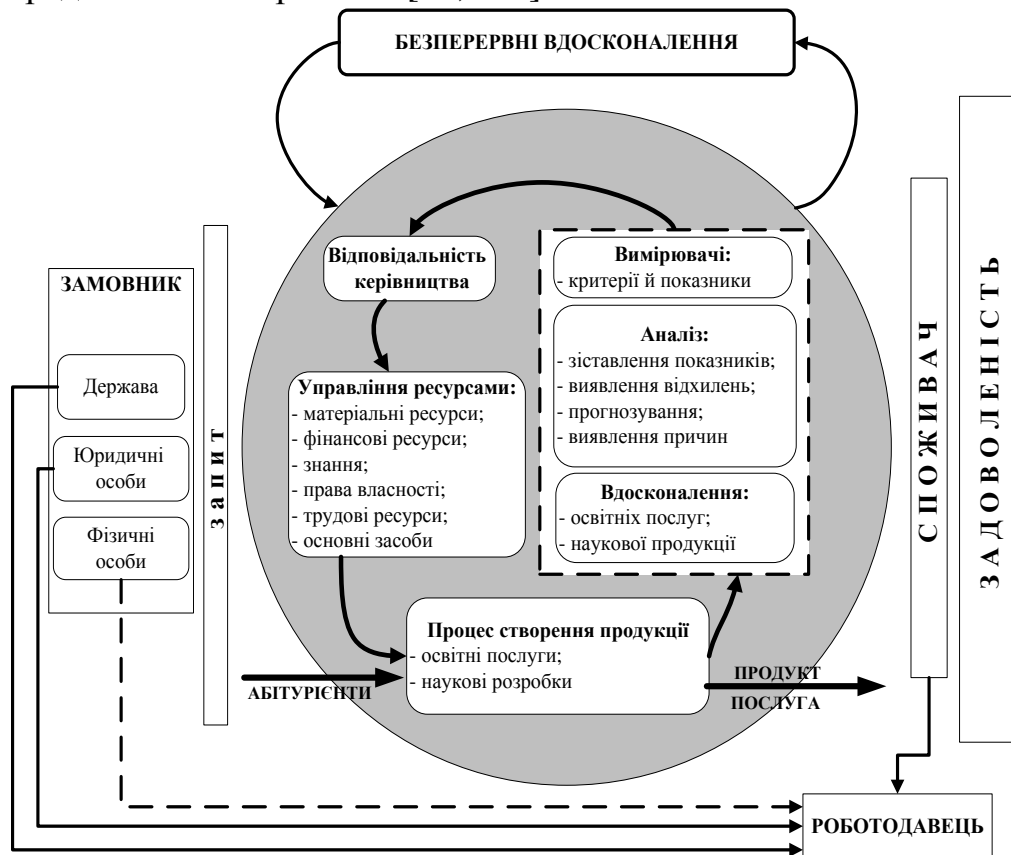 БЕЗПЕРЕРВНІ ВДОСКОНАЛЕННЯ
ЗАМОВНИК
Держава
Юридичні
особи
Фізичні
особи
запит
Відповідальність
керівництва
Управління ресурсами:
- матеріальні ресурси;
- фінансові ресурси;
- знання;
- права власності;
- трудові ресурси;
- основні засоби
Вимірювачі:
- критерії й показники
Аналіз:
- зіставлення показників;
- виявлення відхилень;
- прогнозування;
- виявлення причин
Вдосконалення:
- освітніх послуг;
- наукової продукції
Процес створення продукції
- освітні послуги;
- наукові розробки
АБІТУРІЄНТИ
ПРОДУКТ
ПОСЛУГА
СПОЖИВАЧ
ЗАДОВОЛЕНІСТЬ
РОБОТОДАВЕЦЬ